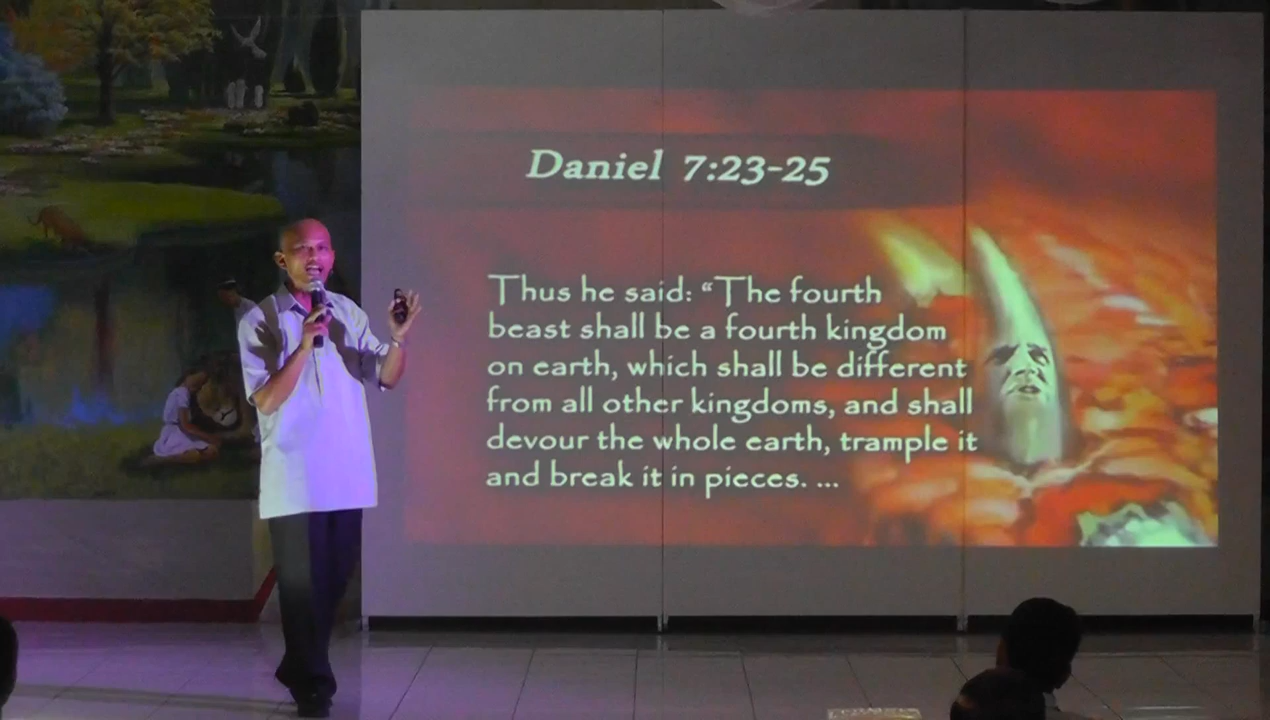 Daniel 7:23-25
Thus he said: “The fourth
beast shall be a fourth kingdom
on earth, which shall be different
from all other kingdoms, and shall
devour the whole earth, trample it
and break it in pieces. ...